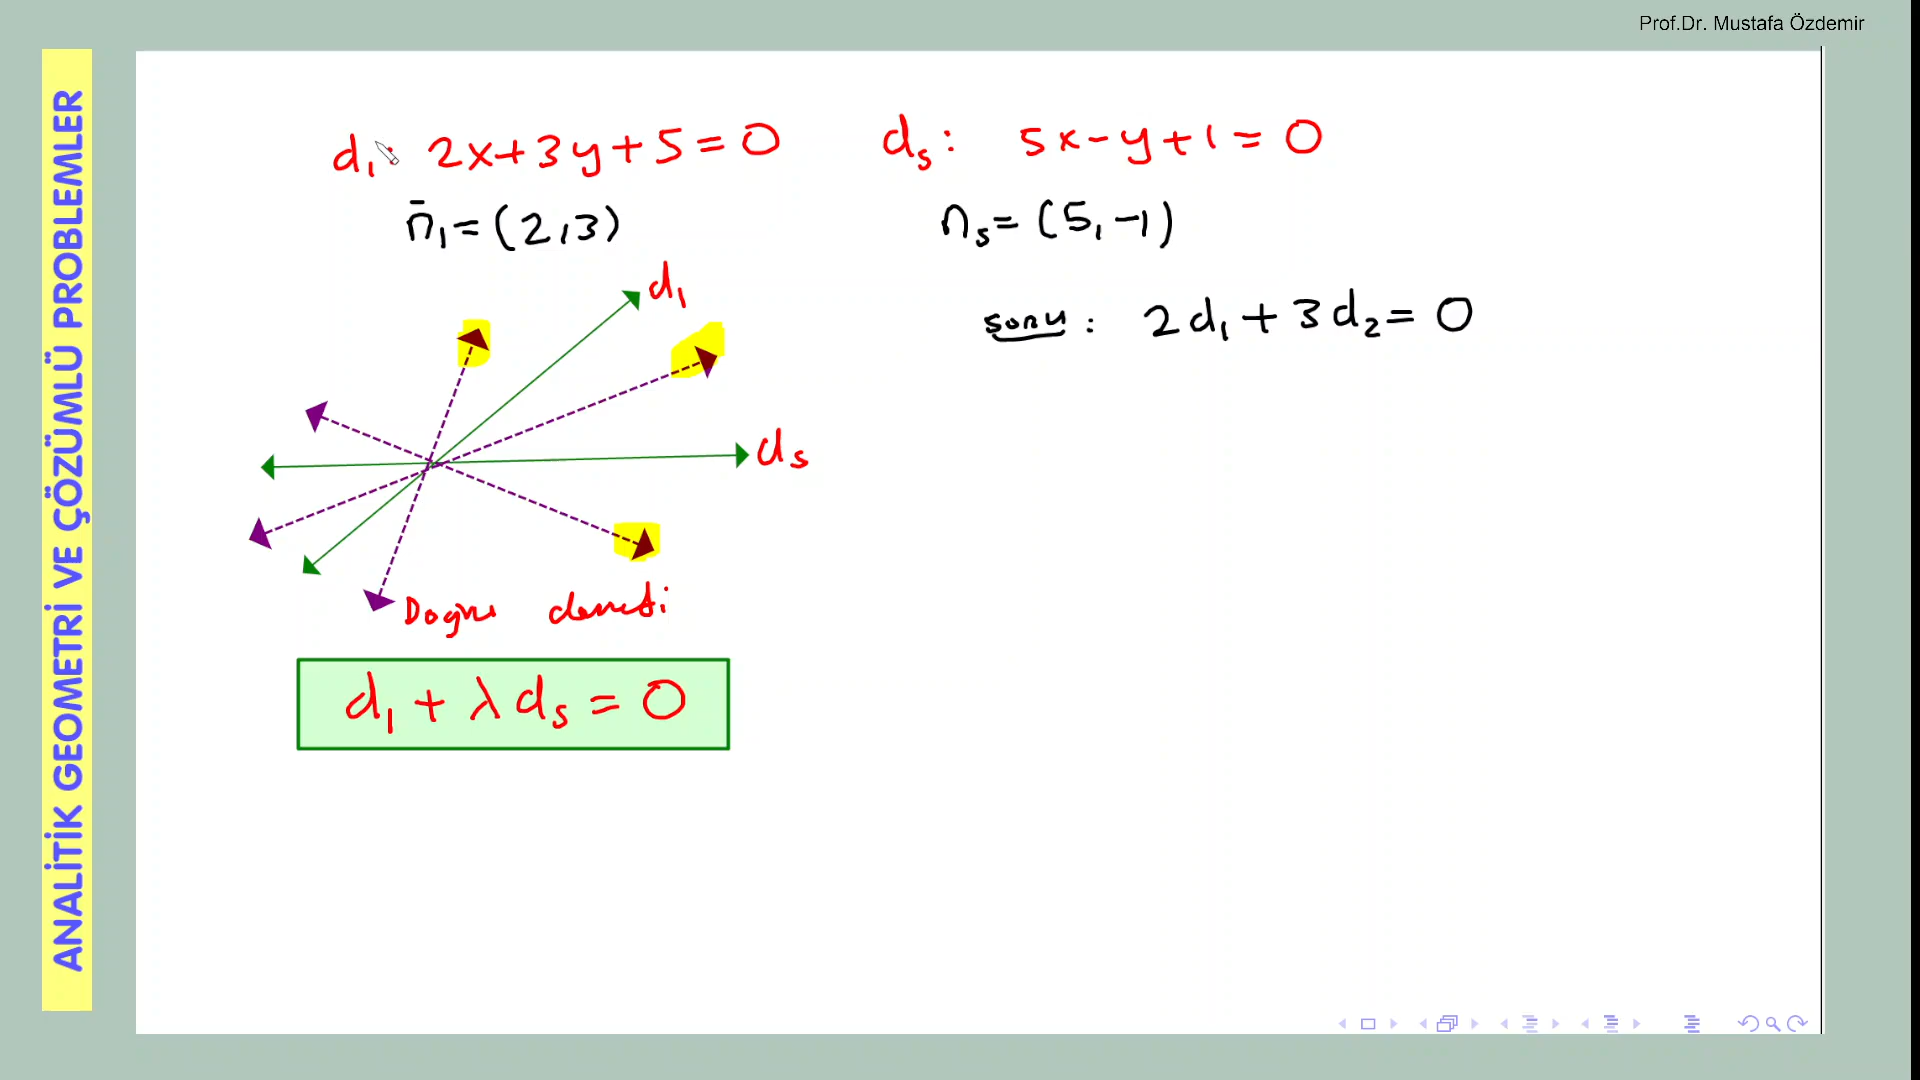 Prof.Dr. Mustafa Özdemir
ANALİTİK GEOMETRİ VE ÇÖZÜMLÜ PROBLEMLER
d₁: 2x+3y+5=0
d₅: 5x-y+1=0
n̄₁=(2,3)
n₅=(5,-1)
d₁
soru: 2d₁+3d₂=0
d₅
Doğru demeti
d₁+λd₅=0